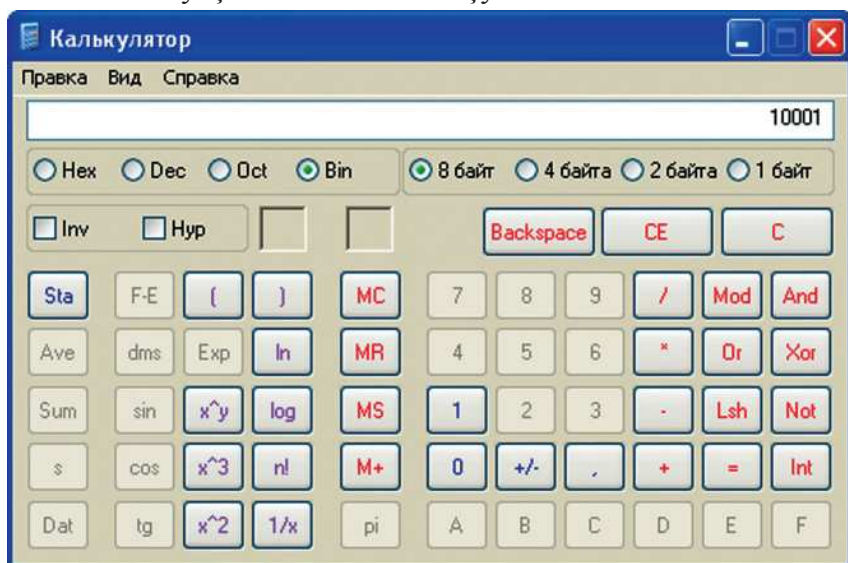 Калькулятор
Правка Вид Справка
10001
Hex Dec Oct Bin 8 байт 4 байта 2 байта 1 байт
Inv Hyp Backspace CE C
Sta F-E ( ) MC 7 8 9 / Mod And
Ave dms Exp ln MR 4 5 6 * Or Xor
Sum sin x^y log MS 1 2 3 - Lsh Not
s cos x^3 n! M+ 0 +/- , + = Int
Dat tg x^2 1/x pi A B C D E F